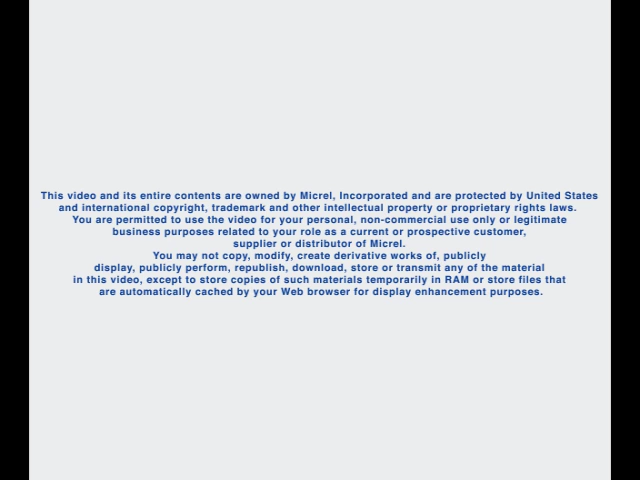 This video and its entire contents are owned by Micrel, Incorporated and are protected by United States
and international copyright, trademark and other intellectual property or proprietary rights laws.
You are permitted to use the video for your personal, non-commercial use only or legitimate
business purposes related to your role as a current or prospective customer,
supplier or distributor of Micrel.
You may not copy, modify, create derivative works of, publicly
display, publicly perform, republish, download, store or transmit any of the material
in this video, except to store copies of such materials temporarily in RAM or store files that
are automatically cached by your Web browser for display enhancement purposes.